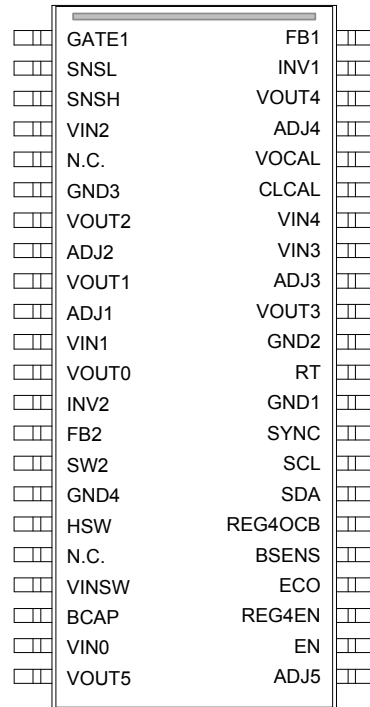 GATE1 FB1
SNSL INV1
SNSH VOUT4
VIN2 ADJ4
N.C. VOCAL
GND3 CLCAL
VOUT2 VIN4
ADJ2 VIN3
VOUT1 ADJ3
ADJ1 VOUT3
VIN1 GND2
VOUT0 RT
INV2 GND1
FB2 SYNC
SW2 SCL
GND4 SDA
HSW REG4OCB
N.C. BSENS
VINSW ECO
BCAP REG4EN
VIN0 EN
VOUT5 ADJ5